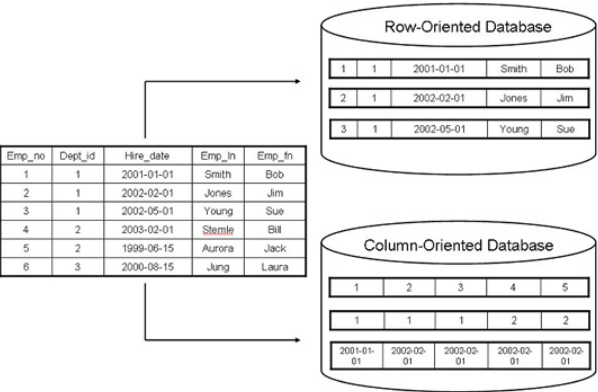 Row-Oriented Database
1 1 2001-01-01 Smith Bob
2 1 2002-02-01 Jones Jim
3 1 2002-05-01 Young Sue
Emp_no Dept_id Hire_date Emp_ln Emp_fn
1 1 2001-01-01 Smith Bob
2 1 2002-02-01 Jones Jim
3 1 2002-05-01 Young Sue
4 2 2003-02-01 Stemle Bill
5 2 1999-06-15 Aurora Jack
6 3 2000-08-15 Jung Laura
Column-Oriented Database
1 2 3 4 5
1 1 1 2 2
2001-01- 2002-02- 2002-02- 2002-02- 2002-02-
01 01 01 01 01